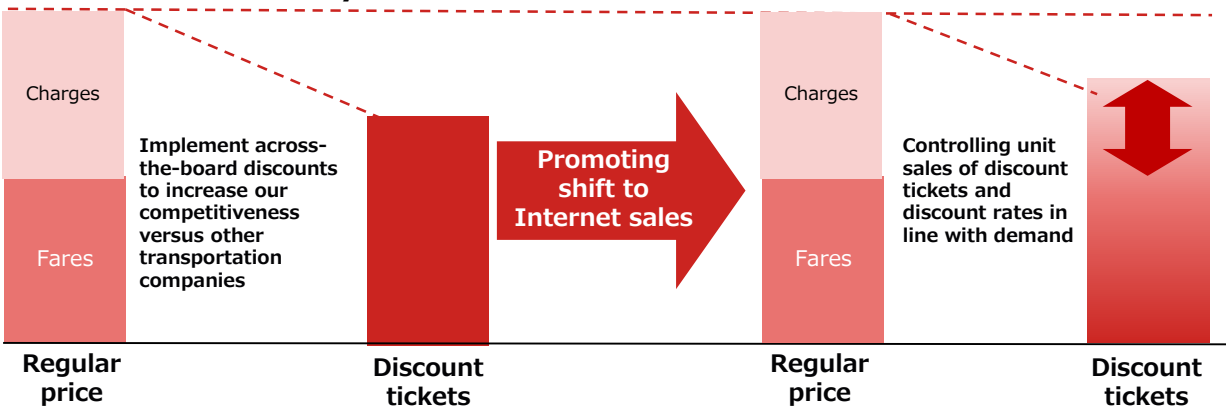 Charges
Fares
Implement across-
the-board discounts
to increase our
competitiveness
versus other
transportation
companies
Regular
price
Discount
tickets
Promoting
shift to
Internet sales
Charges
Fares
Controlling unit
sales of discount
tickets and
discount rates in
line with demand
Regular
price
Discount
tickets